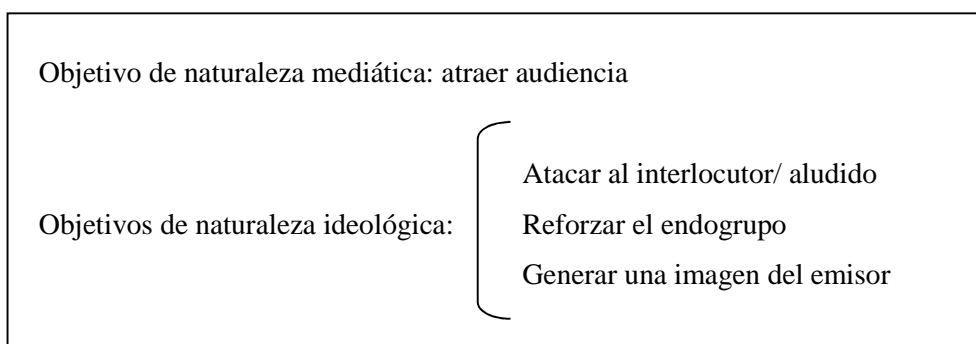 Objetivo de naturaleza mediática: atraer audiencia
Objetivos de naturaleza ideológica:
Atacar al interlocutor/ aludido
Reforzar el endogrupo
Generar una imagen del emisor